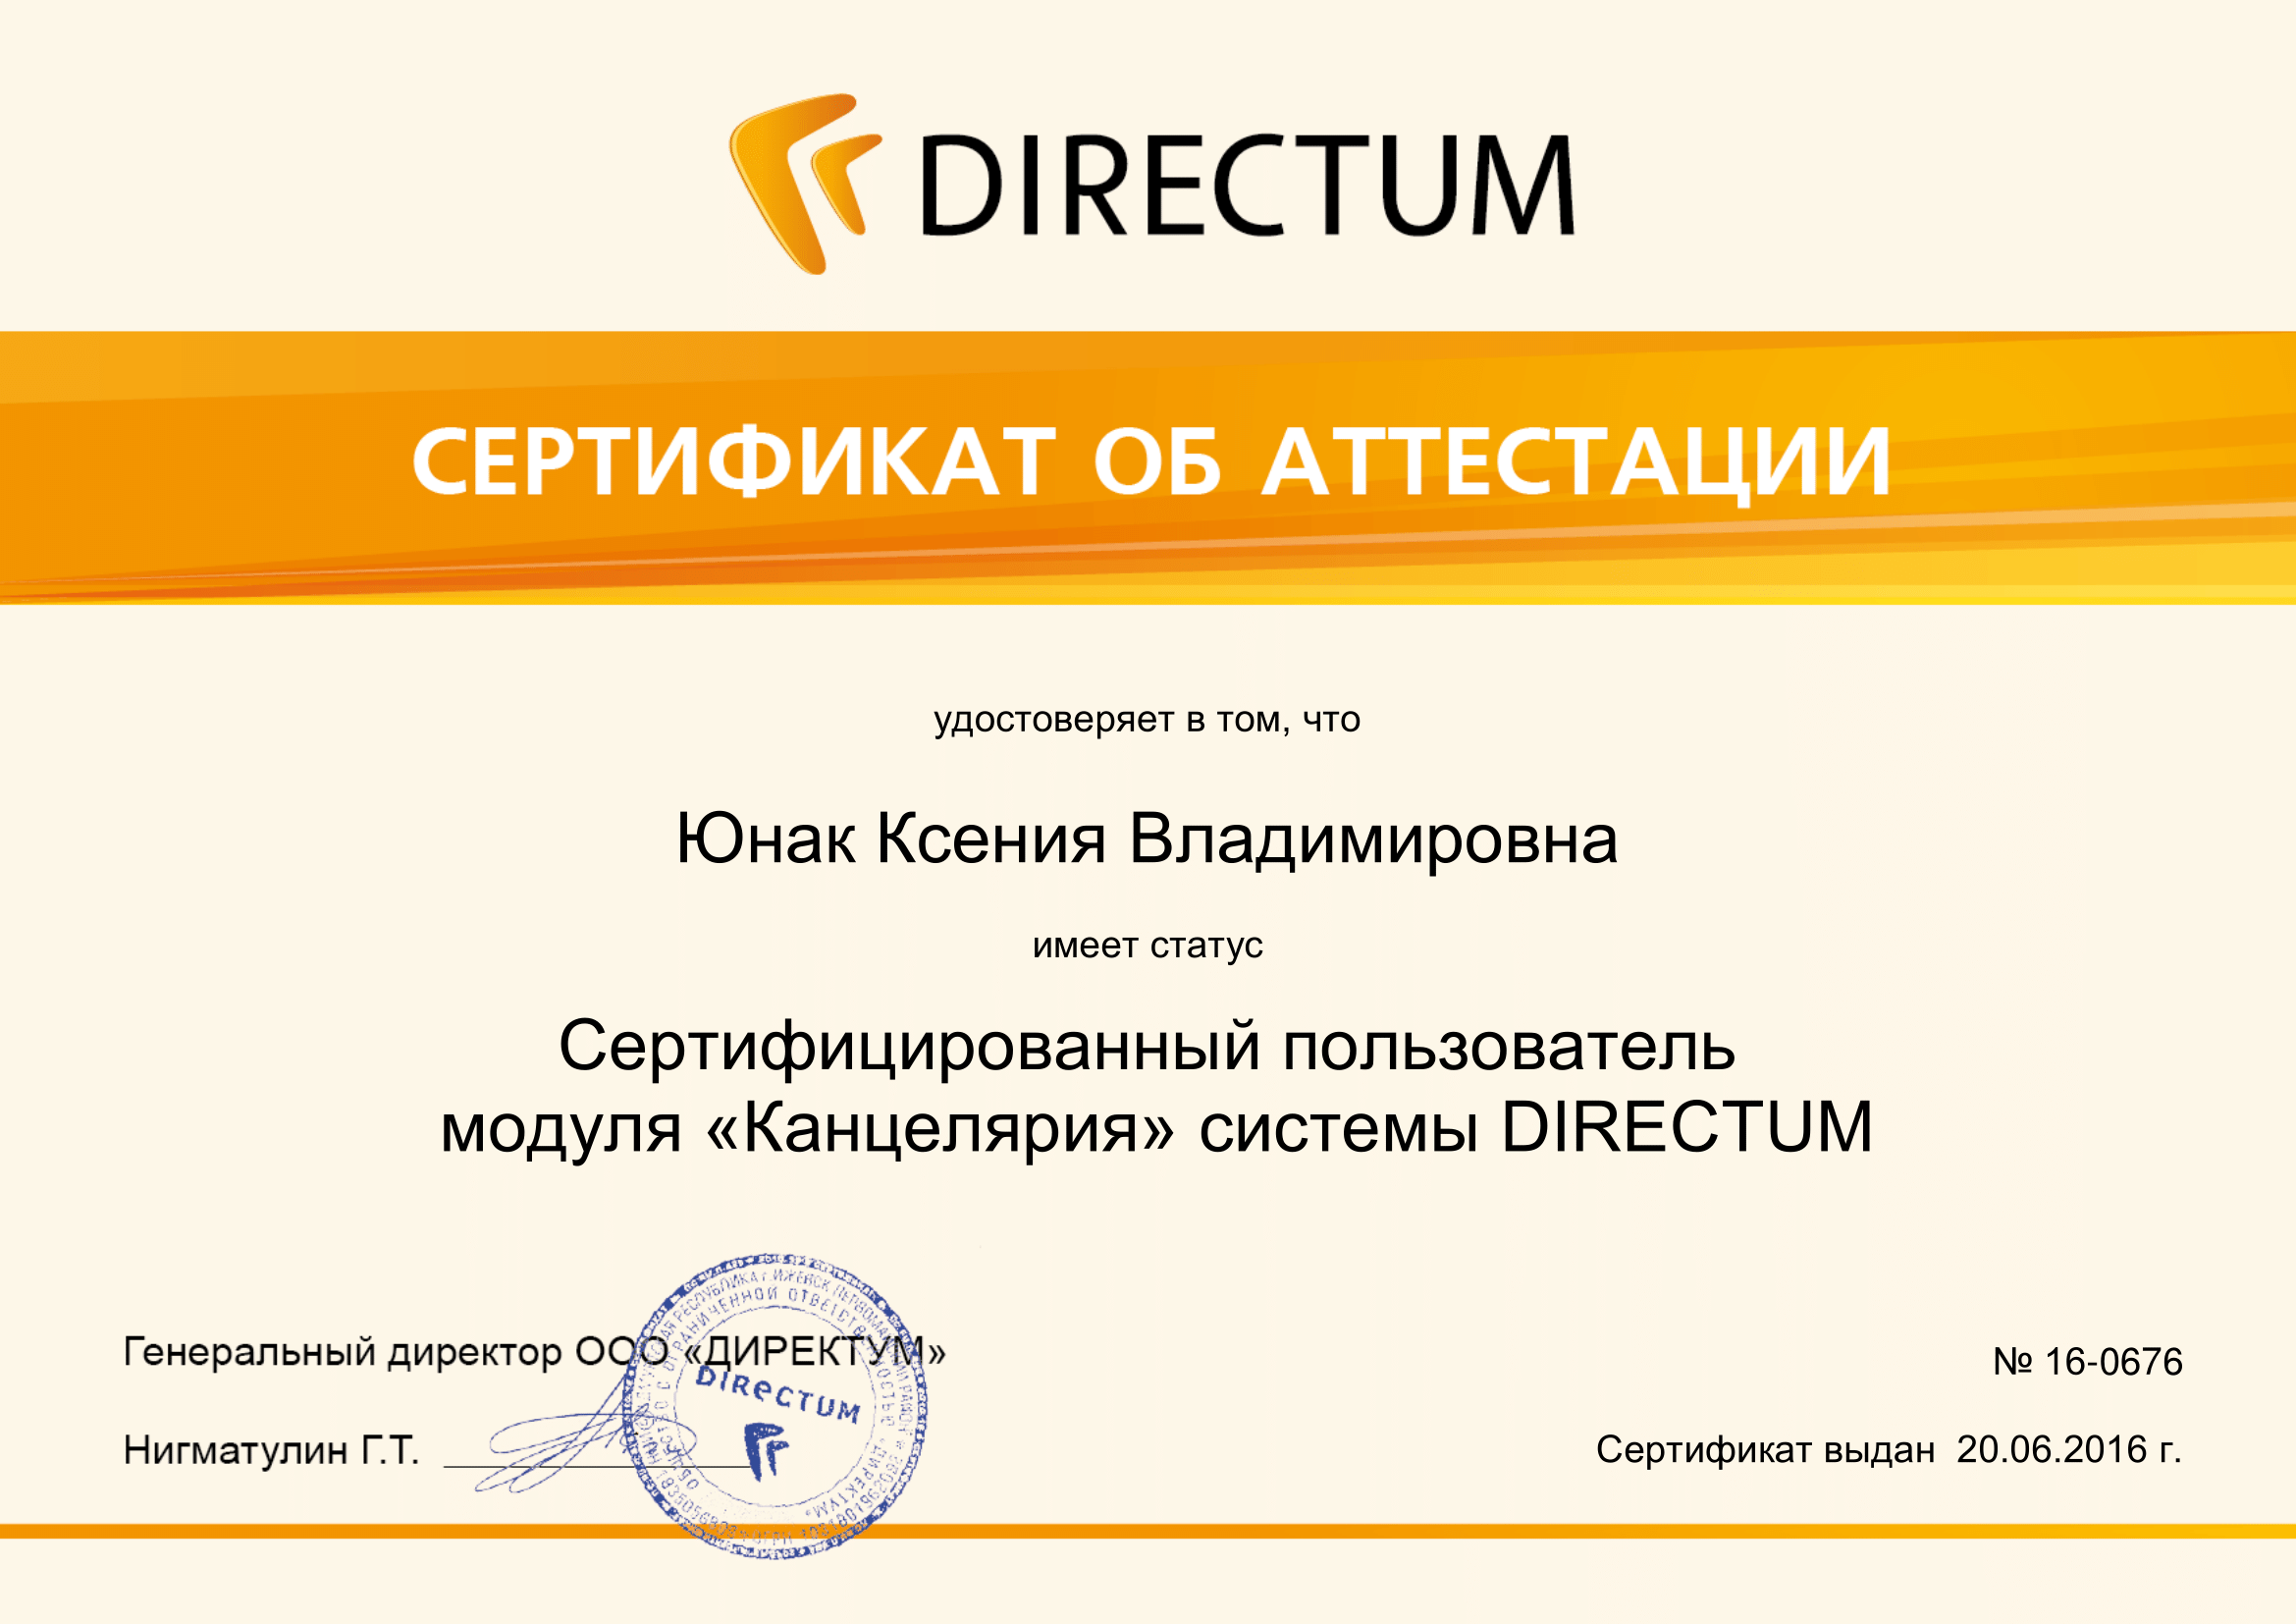 DIRECTUM
СЕРТИФИКАТ ОБ АТТЕСТАЦИИ
удостоверяет в том, что
Юнак Ксения Владимировна
имеет статус
Сертифицированный пользователь
модуля «Канцелярия» системы DIRECTUM
Генеральный директор ООО «ДИРЕКТУМ»
DIRECTUM
№ 16-0676
Нигматулин Г.Т.
Сертификат выдан 20.06.2016 г.